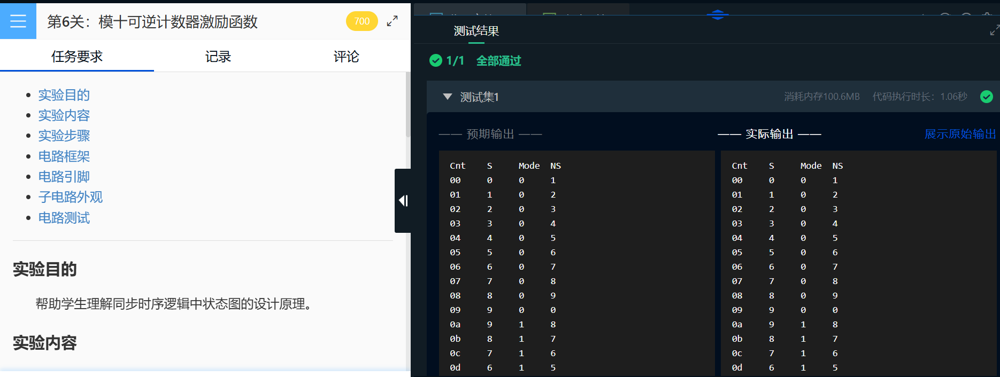 第6关：模十可逆计数器激励函数
700
任务要求 记录 评论
实验目的
实验内容
实验步骤
电路框架
电路引脚
子电路外观
电路测试
实验目的
帮助学生理解同步时序逻辑中状态图的设计原理。
实验内容
测试结果
1/1 全部通过
测试集1 消耗内存100.6MB 代码执行时长：1.06秒
—— 预期输出 ——
Cnt S Mode NS
00 0 0 1
01 1 0 2
02 2 0 3
03 3 0 4
04 4 0 5
05 5 0 6
06 6 0 7
07 7 0 8
08 8 0 9
09 9 0 0
0a 9 1 8
0b 8 1 7
0c 7 1 6
0d 6 1 5
—— 实际输出 —— 展示原始输出
Cnt S Mode NS
00 0 0 1
01 1 0 2
02 2 0 3
03 3 0 4
04 4 0 5
05 5 0 6
06 6 0 7
07 7 0 8
08 8 0 9
09 9 0 0
0a 9 1 8
0b 8 1 7
0c 7 1 6
0d 6 1 5